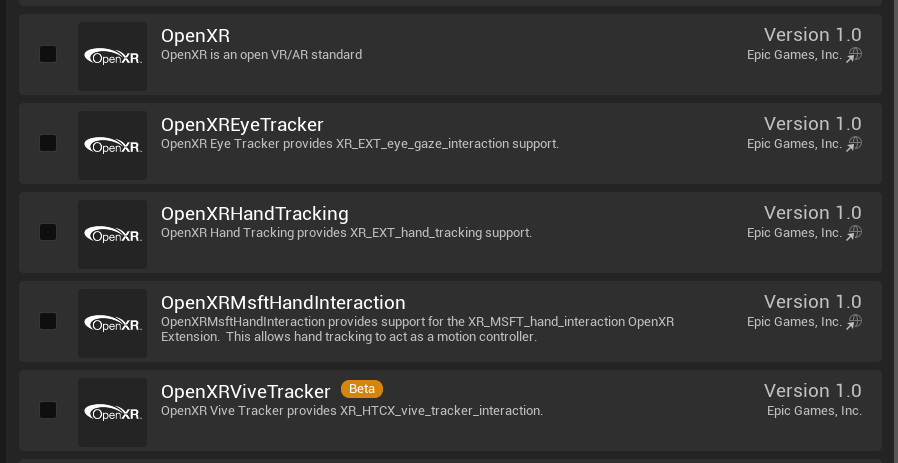 OpenXR.
OpenXR
Version 1.0
OpenXR is an open VR/AR standard
Epic Games, Inc.
OpenXR.
OpenXREyeTracker
Version 1.0
OpenXR Eye Tracker provides XR_EXT_eye_gaze_interaction support.
Epic Games, Inc.
OpenXR.
OpenXRHandTracking
Version 1.0
OpenXR Hand Tracking provides XR_EXT_hand_tracking support.
Epic Games, Inc.
OpenXR.
OpenXRMsftHandInteraction
Version 1.0
OpenXRMsftHandInteraction provides support for the XR_MSFT_hand_interaction OpenXR
Epic Games, Inc.
Extension.  This allows hand tracking to act as a motion controller.
OpenXR.
OpenXRViveTracker Beta
Version 1.0
OpenXR Vive Tracker provides XR_HTCX_vive_tracker_interaction.
Epic Games, Inc.